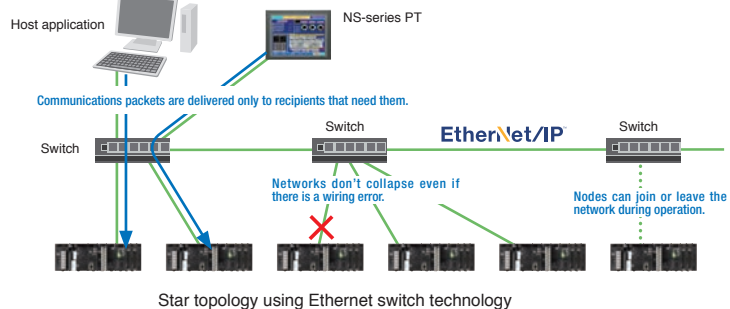 Host application
NS-series PT
Communications packets are delivered only to recipients that need them.
Switch
Switch
EtherNet/IP™
Switch
Networks don't collapse even if
there is a wiring error.
Nodes can join or leave the
network during operation.
Star topology using Ethernet switch technology